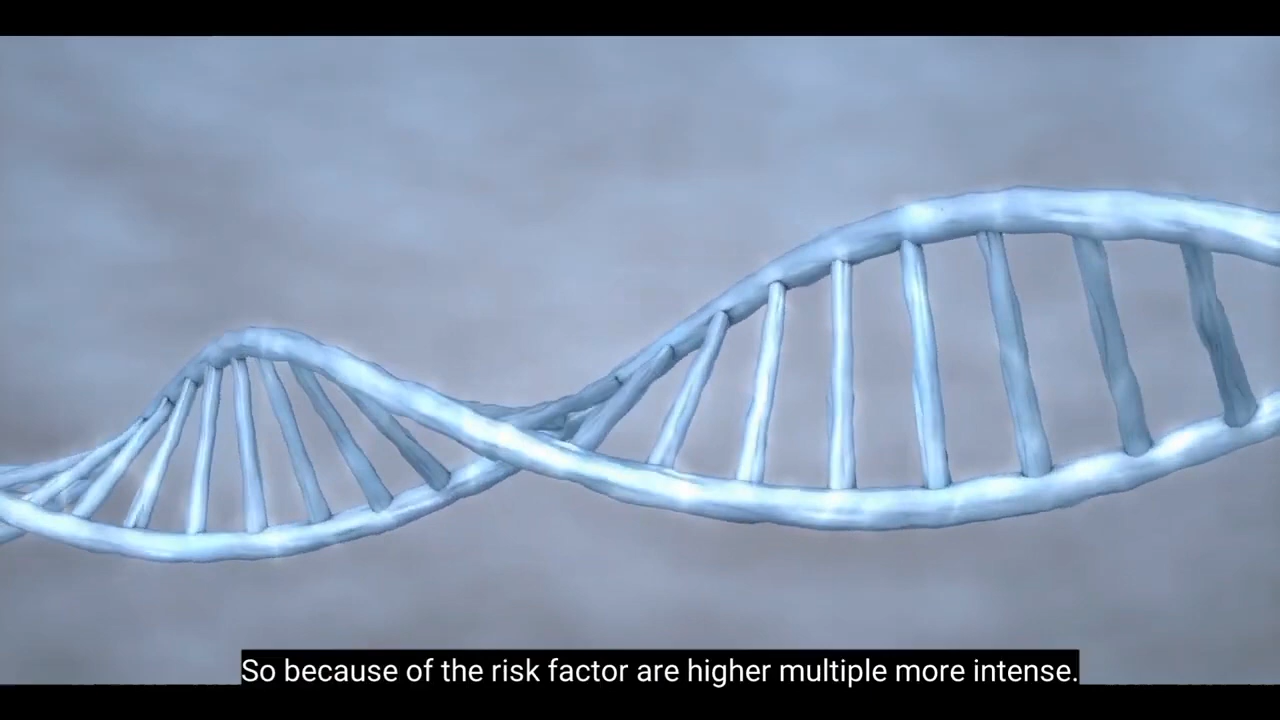 So because of the risk factor are higher multiple more intense.